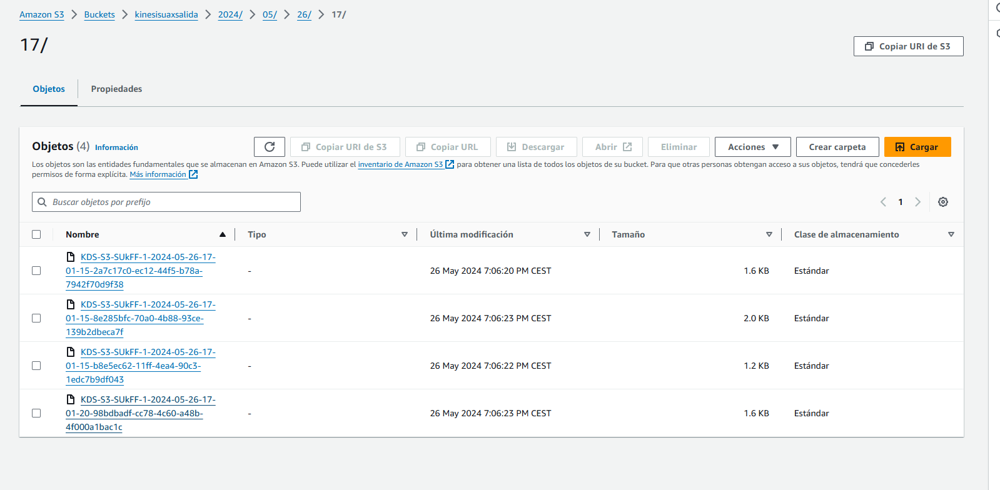 Amazon S3 > Buckets > kinesisuaxsalida > 2024/ > 05/ > 26/ > 17/
17/
Copiar URI de S3
Objetos Propiedades
Objetos (4) Información
Copiar URI de S3 Copiar URL Descargar Abrir Eliminar Acciones Crear carpeta Cargar
Los objetos son las entidades fundamentales que se almacenan en Amazon S3. Puede utilizar el inventario de Amazon S3 para obtener una lista de todos los objetos de su bucket. Para que otras personas obtengan acceso a sus objetos, tendrá que concederles
permisos de forma explícita. Más información
Buscar objetos por prefijo
1
Nombre Tipo Última modificación Tamaño Clase de almacenamiento
KDS-S3-SUkFF-1-2024-05-26-17-
01-15-2a7c17c0-ec12-44f5-b78a- - 26 May 2024 7:06:20 PM CEST 1.6 KB Estándar
7942f70d9f38
KDS-S3-SUkFF-1-2024-05-26-17-
01-15-8e285bfc-70a0-4b88-93ce- - 26 May 2024 7:06:23 PM CEST 2.0 KB Estándar
139b2dbeca7f
KDS-S3-SUkFF-1-2024-05-26-17-
01-15-b8e5ec62-11ff-4ea4-90c3- - 26 May 2024 7:06:22 PM CEST 1.2 KB Estándar
1edc7b9df043
KDS-S3-SUkFF-1-2024-05-26-17-
01-20-98bdbadf-cc78-4c60-a48b- - 26 May 2024 7:06:23 PM CEST 1.6 KB Estándar
4f000a1bac1c